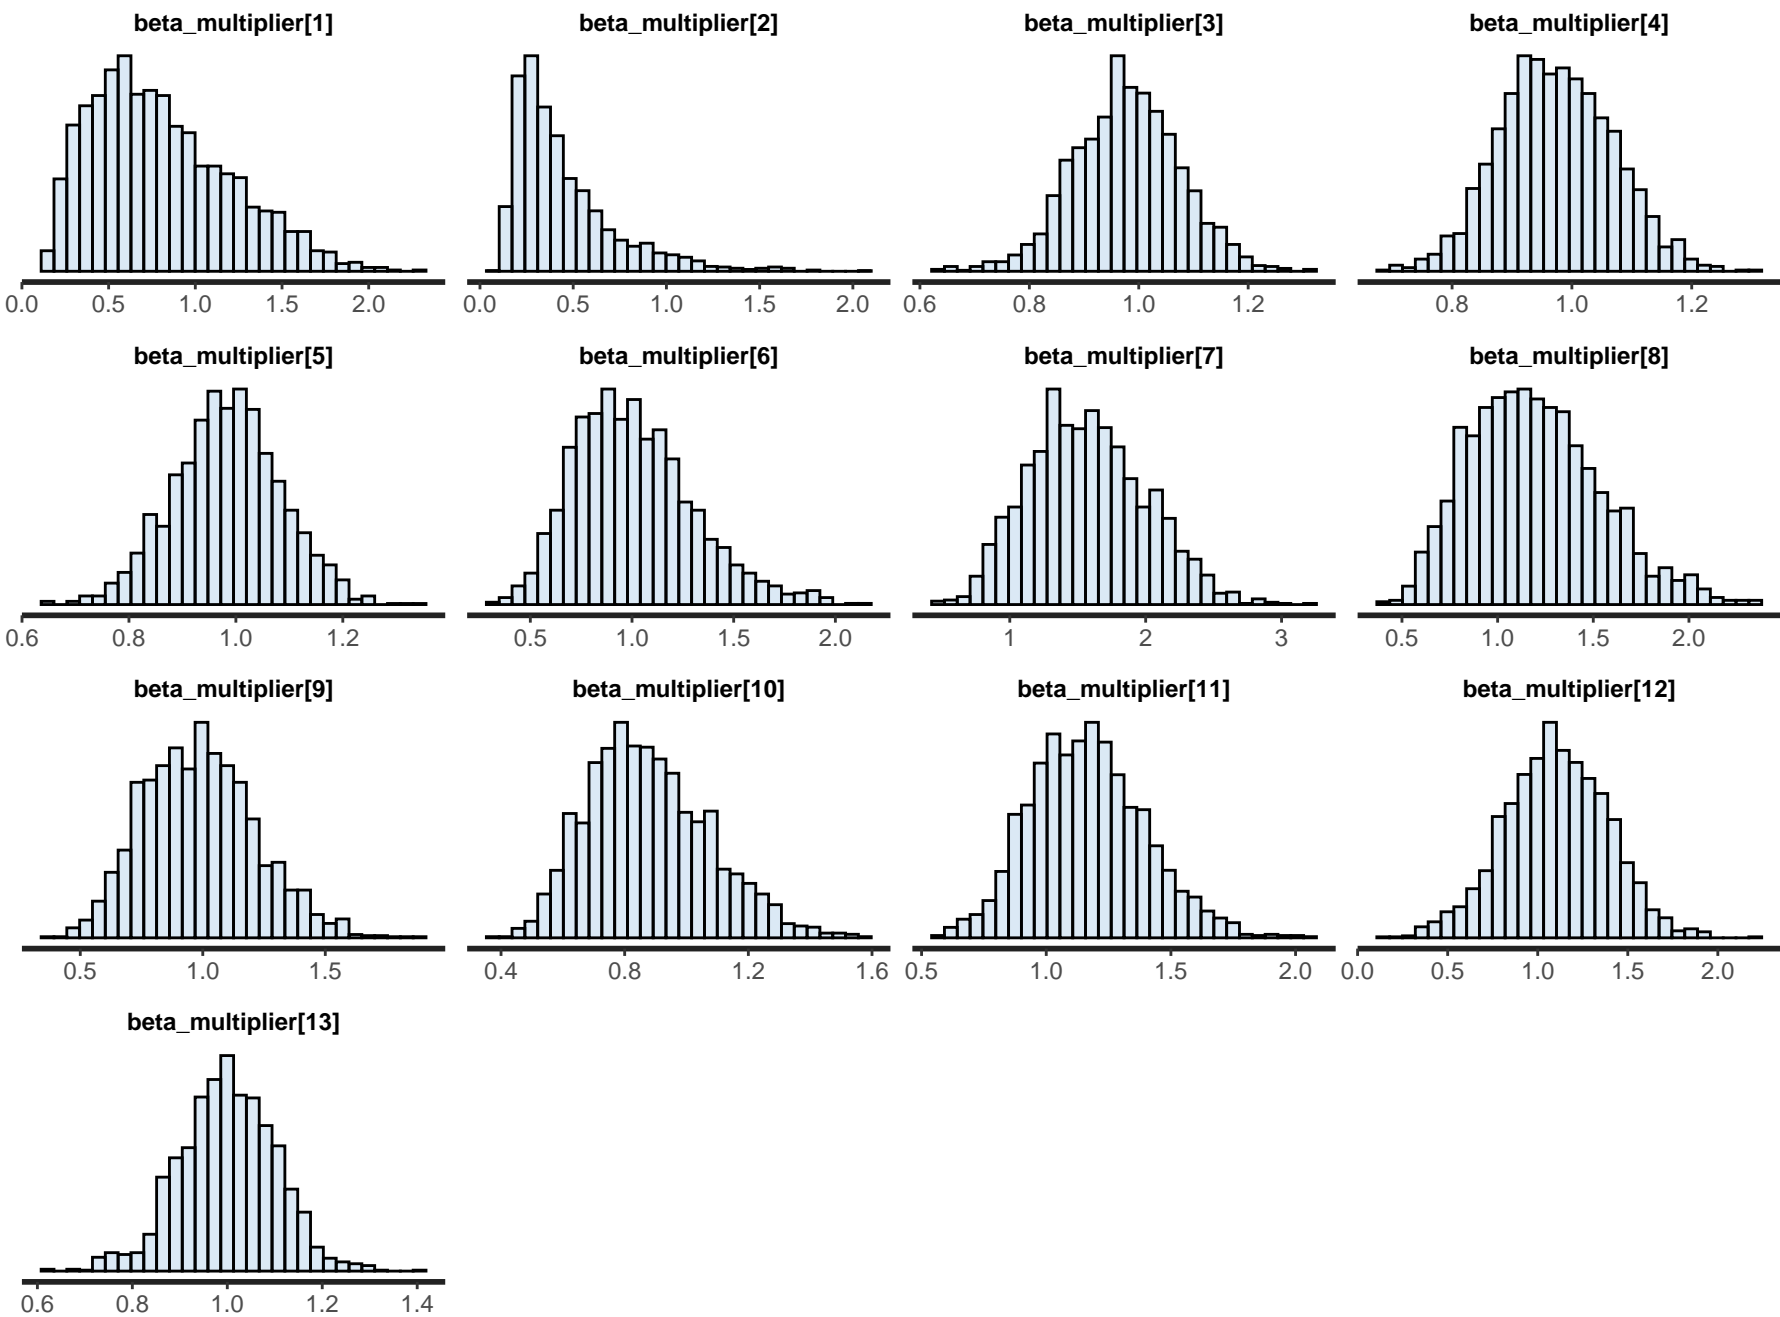 beta_multiplier[1] beta_multiplier[2] beta_multiplier[3] beta_multiplier[4]
0.0 0.5 1.0 1.5 2.0 0.0 0.5 1.0 1.5 2.0 0.6 0.8 1.0 1.2 0.8 1.0 1.2
beta_multiplier[5] beta_multiplier[6] beta_multiplier[7] beta_multiplier[8]
0.6 0.8 1.0 1.2 0.5 1.0 1.5 2.0 1 2 3 0.5 1.0 1.5 2.0
beta_multiplier[9] beta_multiplier[10] beta_multiplier[11] beta_multiplier[12]
0.5 1.0 1.5 0.4 0.8 1.2 1.6 0.5 1.0 1.5 2.0 0.0 0.5 1.0 1.5 2.0
beta_multiplier[13]
0.6 0.8 1.0 1.2 1.4